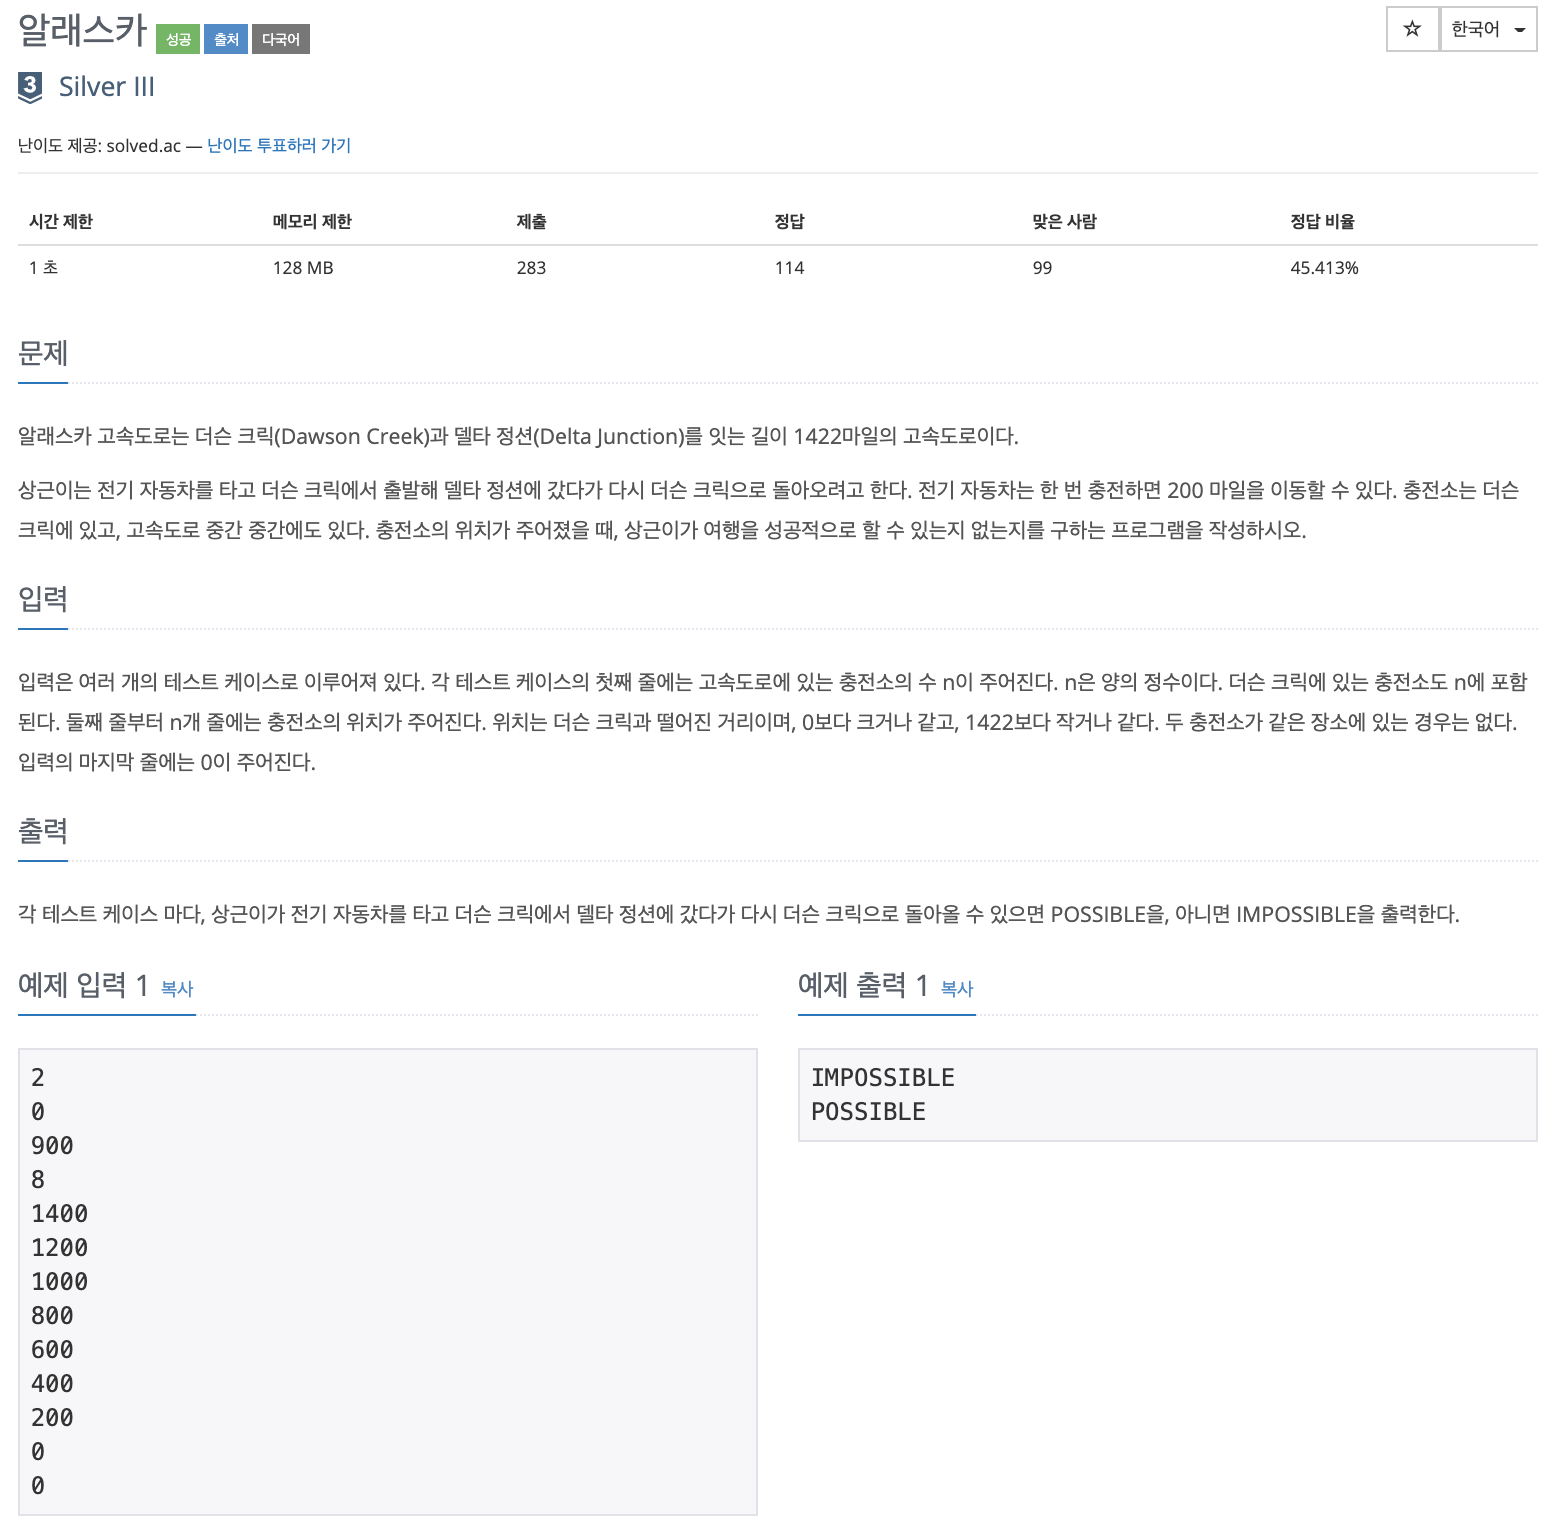 알래스카 성공 출처 다국어
☆ 한국어
3 Silver III
난이도 제공: solved.ac — 난이도 투표하러 가기
시간 제한 메모리 제한 제출 정답 맞은 사람 정답 비율
1 초 128 MB 283 114 99 45.413%
문제
알래스카 고속도로는 더슨 크릭(Dawson Creek)과 델타 정션(Delta Junction)를 잇는 길이 1422마일의 고속도로이다.
상근이는 전기 자동차를 타고 더슨 크릭에서 출발해 델타 정션에 갔다가 다시 더슨 크릭으로 돌아오려고 한다. 전기 자동차는 한 번 충전하면 200 마일을 이동할 수 있다. 충전소는 더슨
크릭에 있고, 고속도로 중간 중간에도 있다. 충전소의 위치가 주어졌을 때, 상근이가 여행을 성공적으로 할 수 있는지 없는지를 구하는 프로그램을 작성하시오.
입력
입력은 여러 개의 테스트 케이스로 이루어져 있다. 각 테스트 케이스의 첫째 줄에는 고속도로에 있는 충전소의 수 n이 주어진다. n은 양의 정수이다. 더슨 크릭에 있는 충전소도 n에 포함
된다. 둘째 줄부터 n개 줄에는 충전소의 위치가 주어진다. 위치는 더슨 크릭과 떨어진 거리이며, 0보다 크거나 같고, 1422보다 작거나 같다. 두 충전소가 같은 장소에 있는 경우는 없다.
입력의 마지막 줄에는 0이 주어진다.
출력
각 테스트 케이스 마다, 상근이가 전기 자동차를 타고 더슨 크릭에서 델타 정션에 갔다가 다시 더슨 크릭으로 돌아올 수 있으면 POSSIBLE을, 아니면 IMPOSSIBLE을 출력한다.
예제 입력 1 복사
2
0
900
8
1400
1200
1000
800
600
400
200
0
0
예제 출력 1 복사
IMPOSSIBLE
POSSIBLE